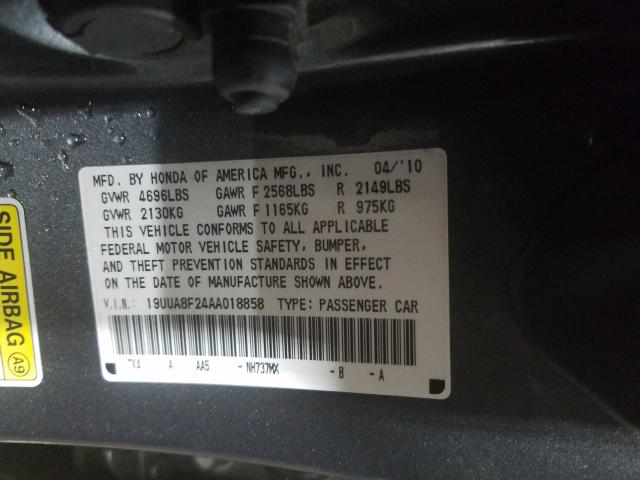 MFD. BY HONDA OF AMERICA MFG., INC. 04/'10
GVWR 4696LBS GAWR F 2568LBS R 2149LBS
GVWR 2130KG GAWR F 1165KG R 975KG
THIS VEHICLE CONFORMS TO ALL APPLICABLE
FEDERAL MOTOR VEHICLE SAFETY, BUMPER,
AND THEFT PREVENTION STANDARDS IN EFFECT
ON THE DATE OF MANUFACTURE SHOWN ABOVE.
V.I.N.: 19UUA8F24AA018858 TYPE: PASSENGER CAR
TK4 A AA5 - NH737MX - B - A
SIDE AIRBAG A9